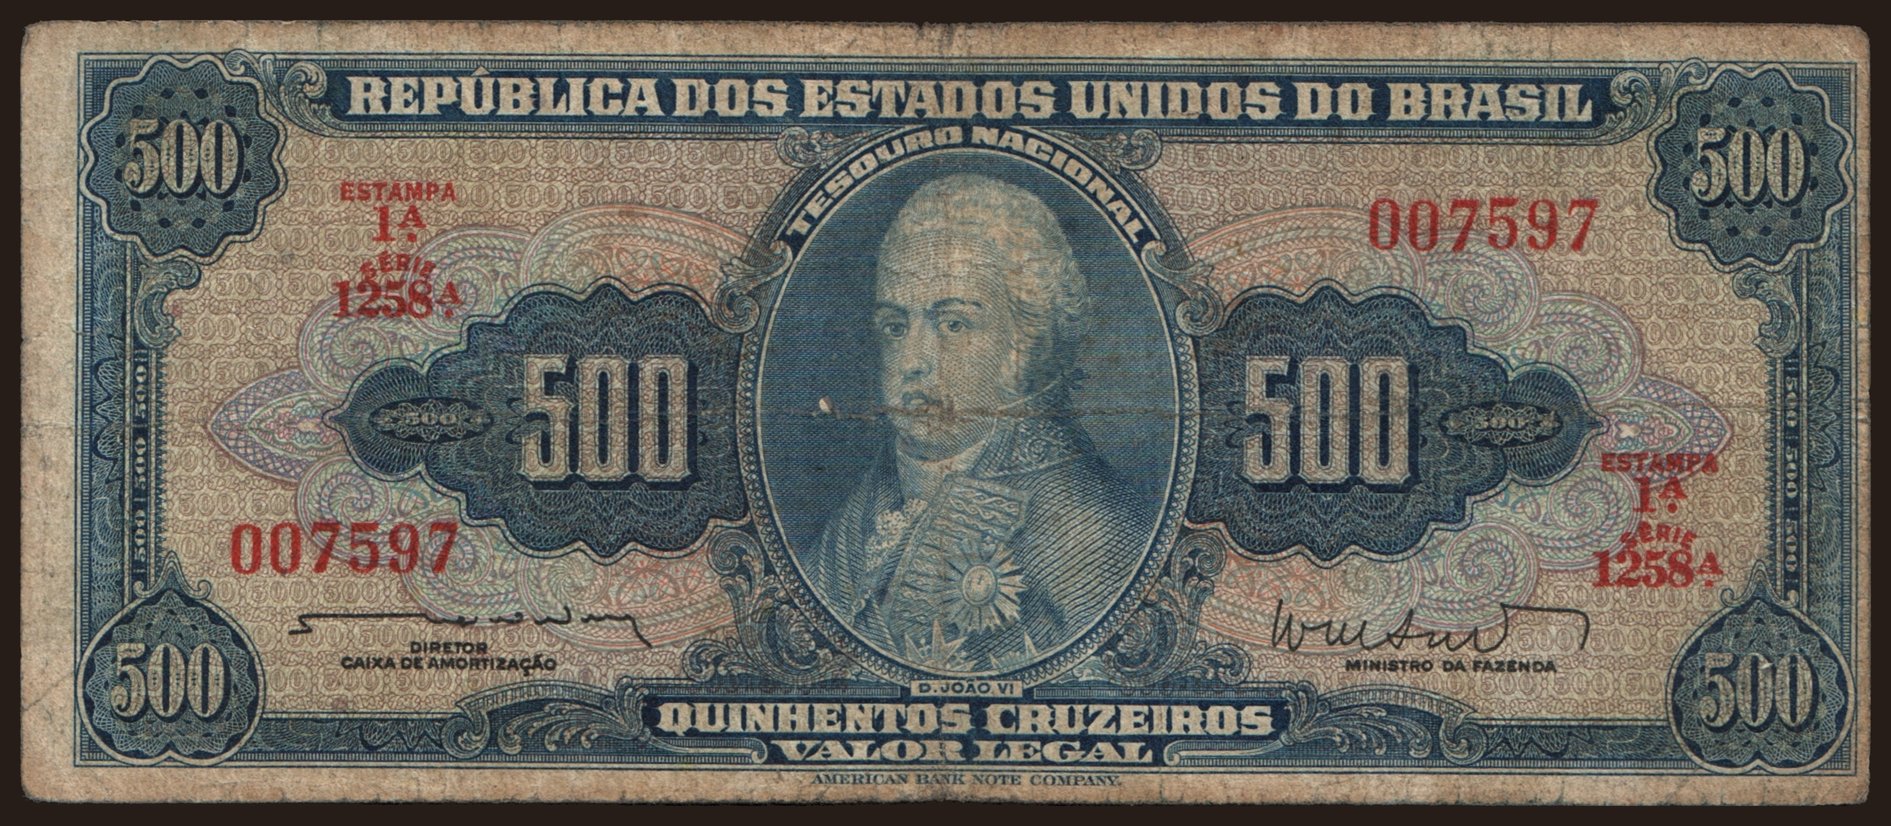 REPÚBLICA DOS ESTADOS UNIDOS DO BRASIL
TESOURO NACIONAL
500
500
ESTAMPA
1ª
SÉRIE
1258ª
007597
500
500
500
500
ESTAMPA
1ª
SÉRIE
1258ª
007597
DIRETOR
CAIXA DE AMORTIZAÇÃO
MINISTRO DA FAZENDA
500
500
D. JOÃO VI
QUINHENTOS CRUZEIROS
VALOR LEGAL
AMERICAN BANK NOTE COMPANY.